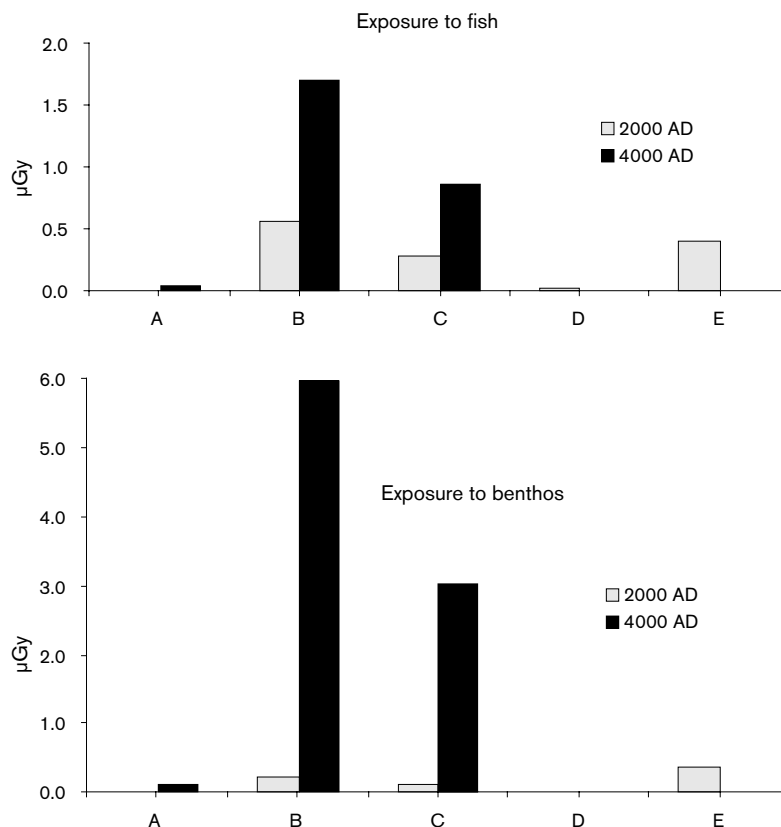 Exposure to fish
2.0
1.5
1.0
0.5
0.0
µGy
2000 AD
4000 AD
A B C D E
6.0
5.0
4.0
3.0
2.0
1.0
0.0
µGy
Exposure to benthos
2000 AD
4000 AD
A B C D E